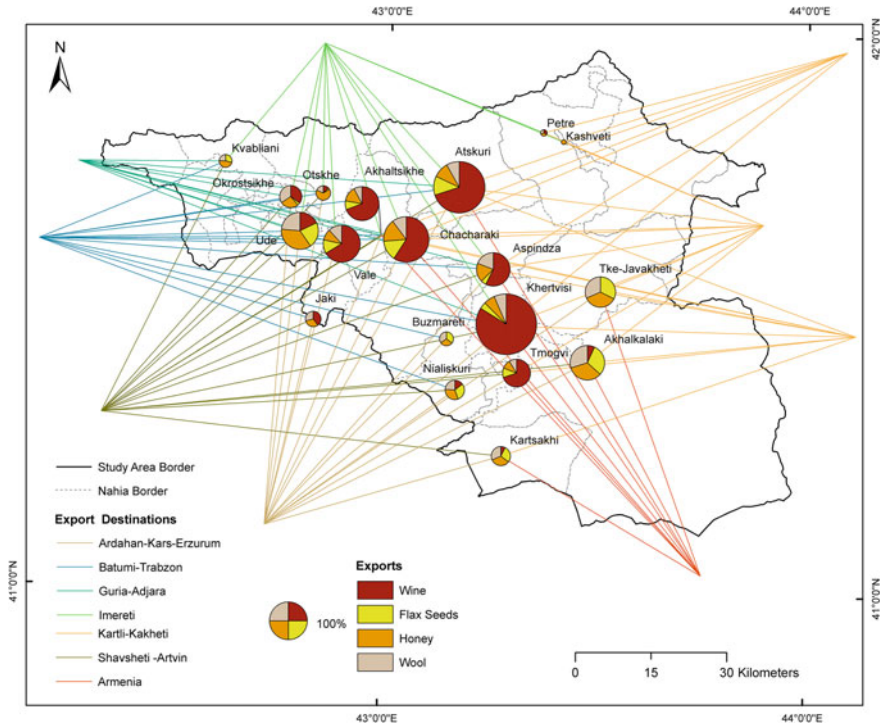 43°0'0"E
44°0'0"E
42°0'0"N
N
Petre
Kashveti
Kvabliani
Atskuri
Otskhe
Akhaltsikhe
Okrostsikhe
Ude
Chacharaki
Aspindza
Vale
Tke-Javakheti
Khertvisi
Jaki
Buzmareti
Akhalkalaki
Tmogvi
Nialiskuri
Kartsakhi
Study Area Border
Nahia Border
Export Destinations
Ardahan-Kars-Erzurum
Batumi-Trabzon
Guria-Adjara
Imereti
Kartli-Kakheti
Shavsheti -Artvin
Armenia
100%
Exports
Wine
Flax Seeds
Honey
Wool
0 15 30 Kilometers
41°0'0"N
41°0'0"N
43°0'0"E
44°0'0"E